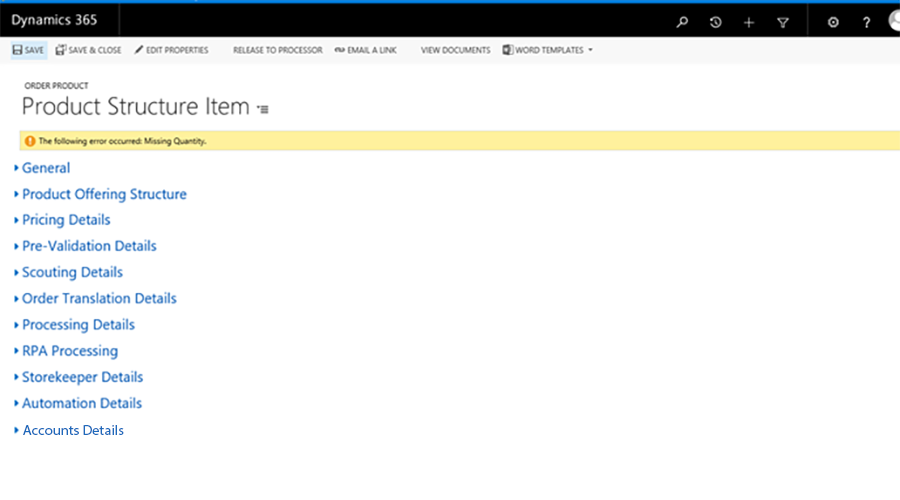 Dynamics 365
SAVE SAVE & CLOSE EDIT PROPERTIES RELEASE TO PROCESSOR EMAIL A LINK VIEW DOCUMENTS WORD TEMPLATES
ORDER PRODUCT
Product Structure Item
The following error occurred: Missing Quantity.
General
Product Offering Structure
Pricing Details
Pre-Validation Details
Scouting Details
Order Translation Details
Processing Details
RPA Processing
Storekeeper Details
Automation Details
Accounts Details